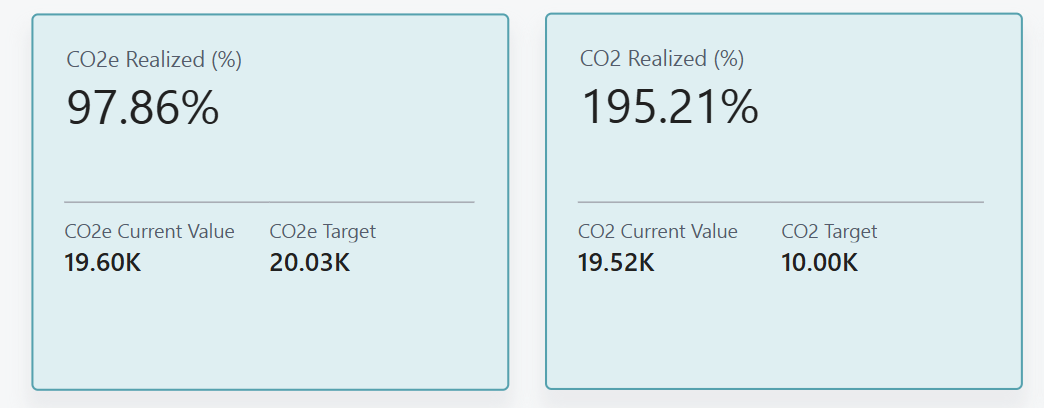 CO2e Realized (%)
97.86%
CO2e Current Value
19.60K
CO2e Target
20.03K
CO2 Realized (%)
195.21%
CO2 Current Value
19.52K
CO2 Target
10.00K